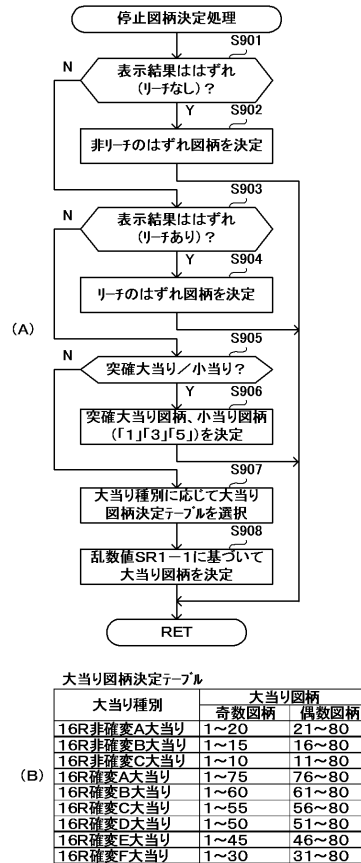 停止図柄決定処理
S901
表示結果ははずれ
(リーチなし)？
N
Y
S902
非リーチのはずれ図柄を決定
S903
表示結果ははずれ
(リーチあり)？
N
Y
S904
リーチのはずれ図柄を決定
(A)
S905
突確大当り／小当り？
N
Y
S906
突確大当り図柄、小当り図柄
(「1」「3」「5」)を決定
S907
大当り種別に応じて大当り
図柄決定テーブルを選択
S908
乱数値SR1－1に基づいて
大当り図柄を決定
RET
大当り図柄決定テーブル
大当り種別 大当り図柄
奇数図柄 偶数図柄
16R非確変A大当り 1～20 21～80
16R非確変B大当り 1～15 16～80
16R非確変C大当り 1～10 11～80
(B)
16R確変A大当り 1～75 76～80
16R確変B大当り 1～60 61～80
16R確変C大当り 1～55 56～80
16R確変D大当り 1～50 51～80
16R確変E大当り 1～45 46～80
16R確変F大当り 1～30 31～80